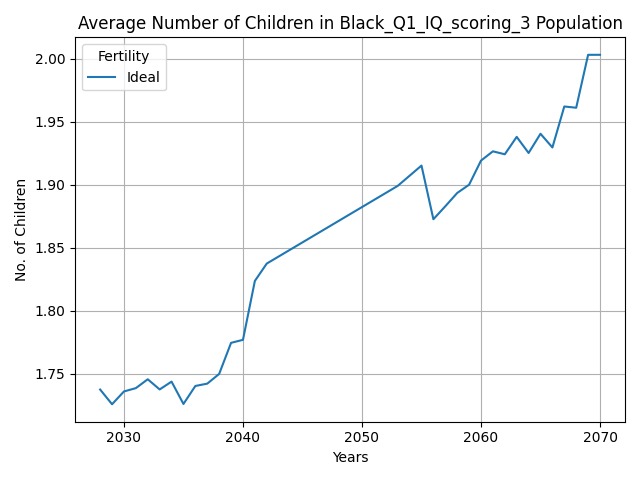 Average Number of Children in Black_Q1_IQ_scoring_3 Population
Fertility
Ideal
2.00
1.95
1.90
1.85
1.80
1.75
No. of Children
2030 2040 2050 2060 2070
Years